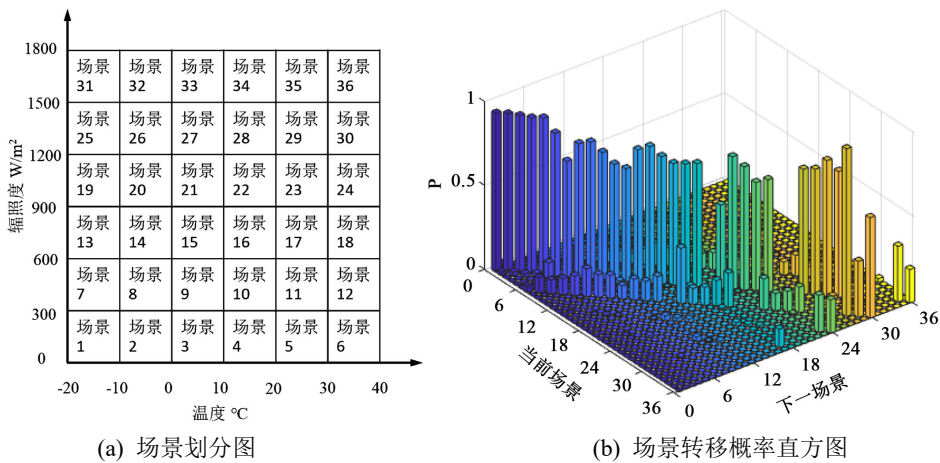 1800
1500
1200
900
600
300
0
辐照度 W/m²
场景 31 场景 32 场景 33 场景 34 场景 35 场景 36
场景 25 场景 26 场景 27 场景 28 场景 29 场景 30
场景 19 场景 20 场景 21 场景 22 场景 23 场景 24
场景 13 场景 14 场景 15 场景 16 场景 17 场景 18
场景 7 场景 8 场景 9 场景 10 场景 11 场景 12
场景 1 场景 2 场景 3 场景 4 场景 5 场景 6
-20 -10 0 10 20 30 40
温度 ℃
(a) 场景划分图
1
0.5
0
P
0 6 12 18 24 30 36
当前场景
0 6 12 18 24 30 36
下一场景
(b) 场景转移概率直方图